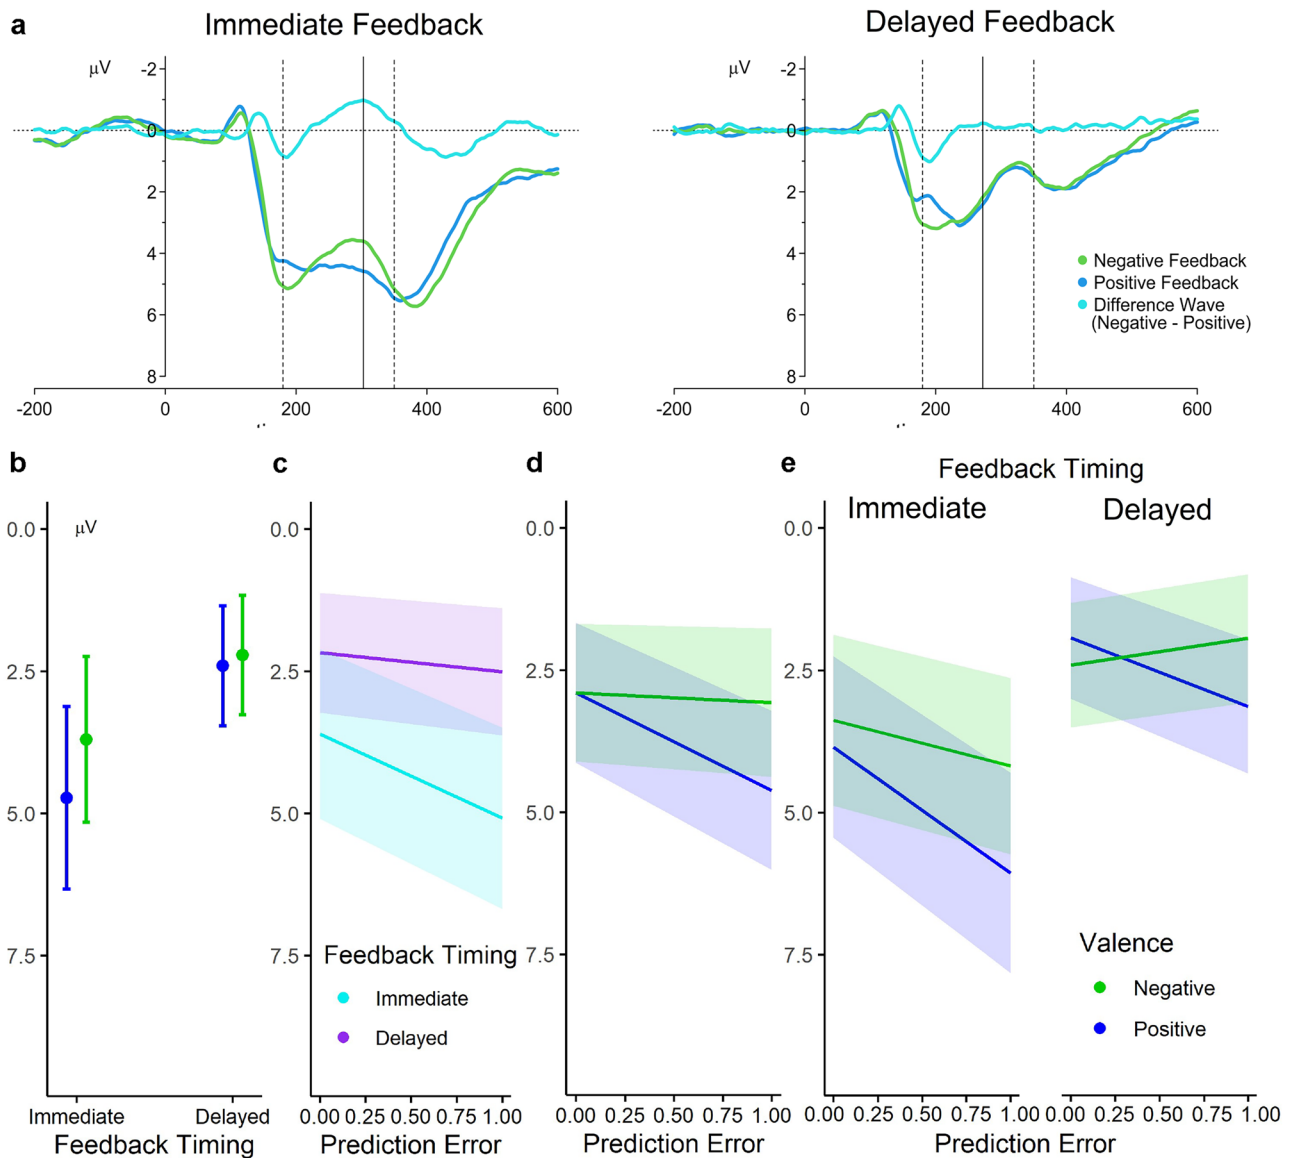 a
Immediate Feedback
Delayed Feedback
μV
-2
0
2
4
6
8
-200 0 200 400 600
μV
-2
0
2
4
6
8
-200 0 200 400 600
Negative Feedback
Positive Feedback
Difference Wave
(Negative - Positive)
b
μV
0.0
2.5
5.0
7.5
Immediate Delayed
Feedback Timing
c
0.0
2.5
5.0
7.5
Feedback Timing
Immediate
Delayed
0.00 0.25 0.50 0.75 1.00
Prediction Error
d
0.0
2.5
5.0
7.5
0.00 0.25 0.50 0.75 1.00
Prediction Error
e
Feedback Timing
Immediate
Delayed
0.0
2.5
5.0
7.5
Valence
Negative
Positive
0.00 0.25 0.50 0.75 1.00
0.00 0.25 0.50 0.75 1.00
Prediction Error